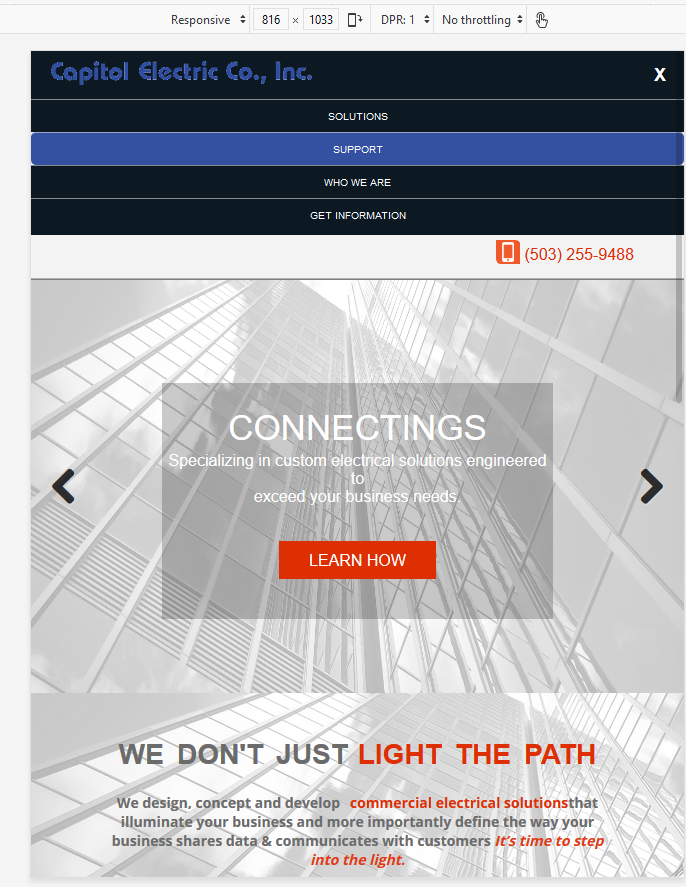 Responsive 816 × 1033 DPR: 1 No throttling
Capitol Electric Co., Inc. X
SOLUTIONS
SUPPORT
WHO WE ARE
GET INFORMATION
(503) 255-9488
CONNECTINGS
Specializing in custom electrical solutions engineered
to
exceed your business needs.
LEARN HOW
WE DON'T JUST LIGHT THE PATH
We design, concept and develop commercial electrical solutionsthat
illuminate your business and more importantly define the way your
business shares data & communicates with customers It's time to step
into the light.